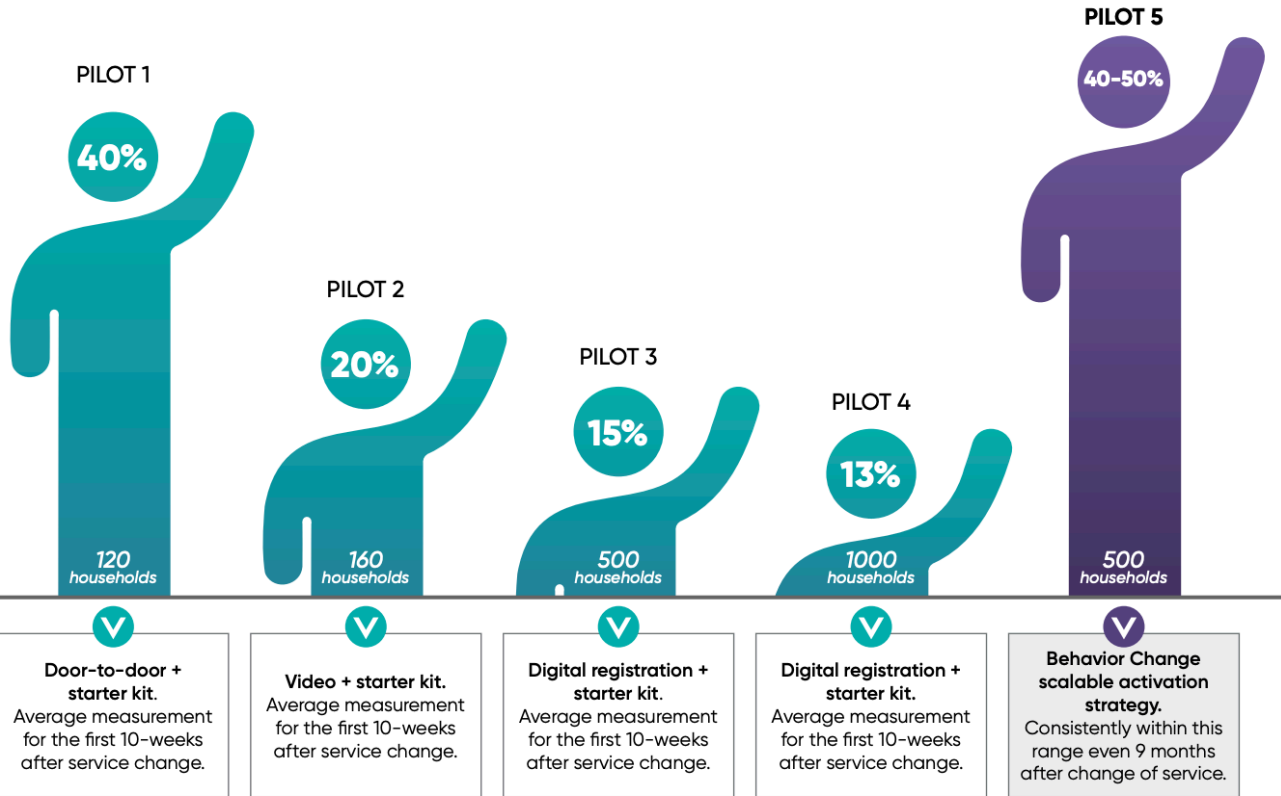 PILOT 1
40%
120
households
Door-to-door +
starter kit.
Average measurement
for the first 10-weeks
after service change.
PILOT 2
20%
160
households
Video + starter kit.
Average measurement
for the first 10-weeks
after service change.
PILOT 3
15%
500
households
Digital registration +
starter kit.
Average measurement
for the first 10-weeks
after service change.
PILOT 4
13%
1000
households
Digital registration +
starter kit.
Average measurement
for the first 10-weeks
after service change.
PILOT 5
40-50%
500
households
Behavior Change
scalable activation
strategy.
Consistently within this
range even 9 months
after change of service.